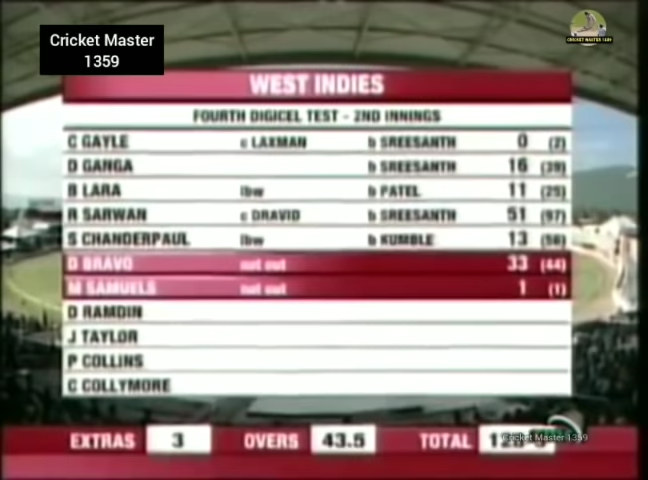 Cricket Master
1359
CRICKET MASTER 1359
WEST INDIES
FOURTH DIGICEL TEST - 2ND INNINGS
C GAYLE c LAXMAN b SREESANTH 0 (2)
D GANGA b SREESANTH 16 (39)
B LARA lbw b PATEL 11 (25)
R SARWAN c DRAVID b SREESANTH 51 (97)
S CHANDERPAUL lbw b KUMBLE 13 (56)
D BRAVO not out 33 (44)
M SAMUELS not out 1 (1)
D RAMDIN
J TAYLOR
P COLLINS
C COLLYMORE
EXTRAS 3 OVERS 43.5 TOTAL
Cricket Master 1359